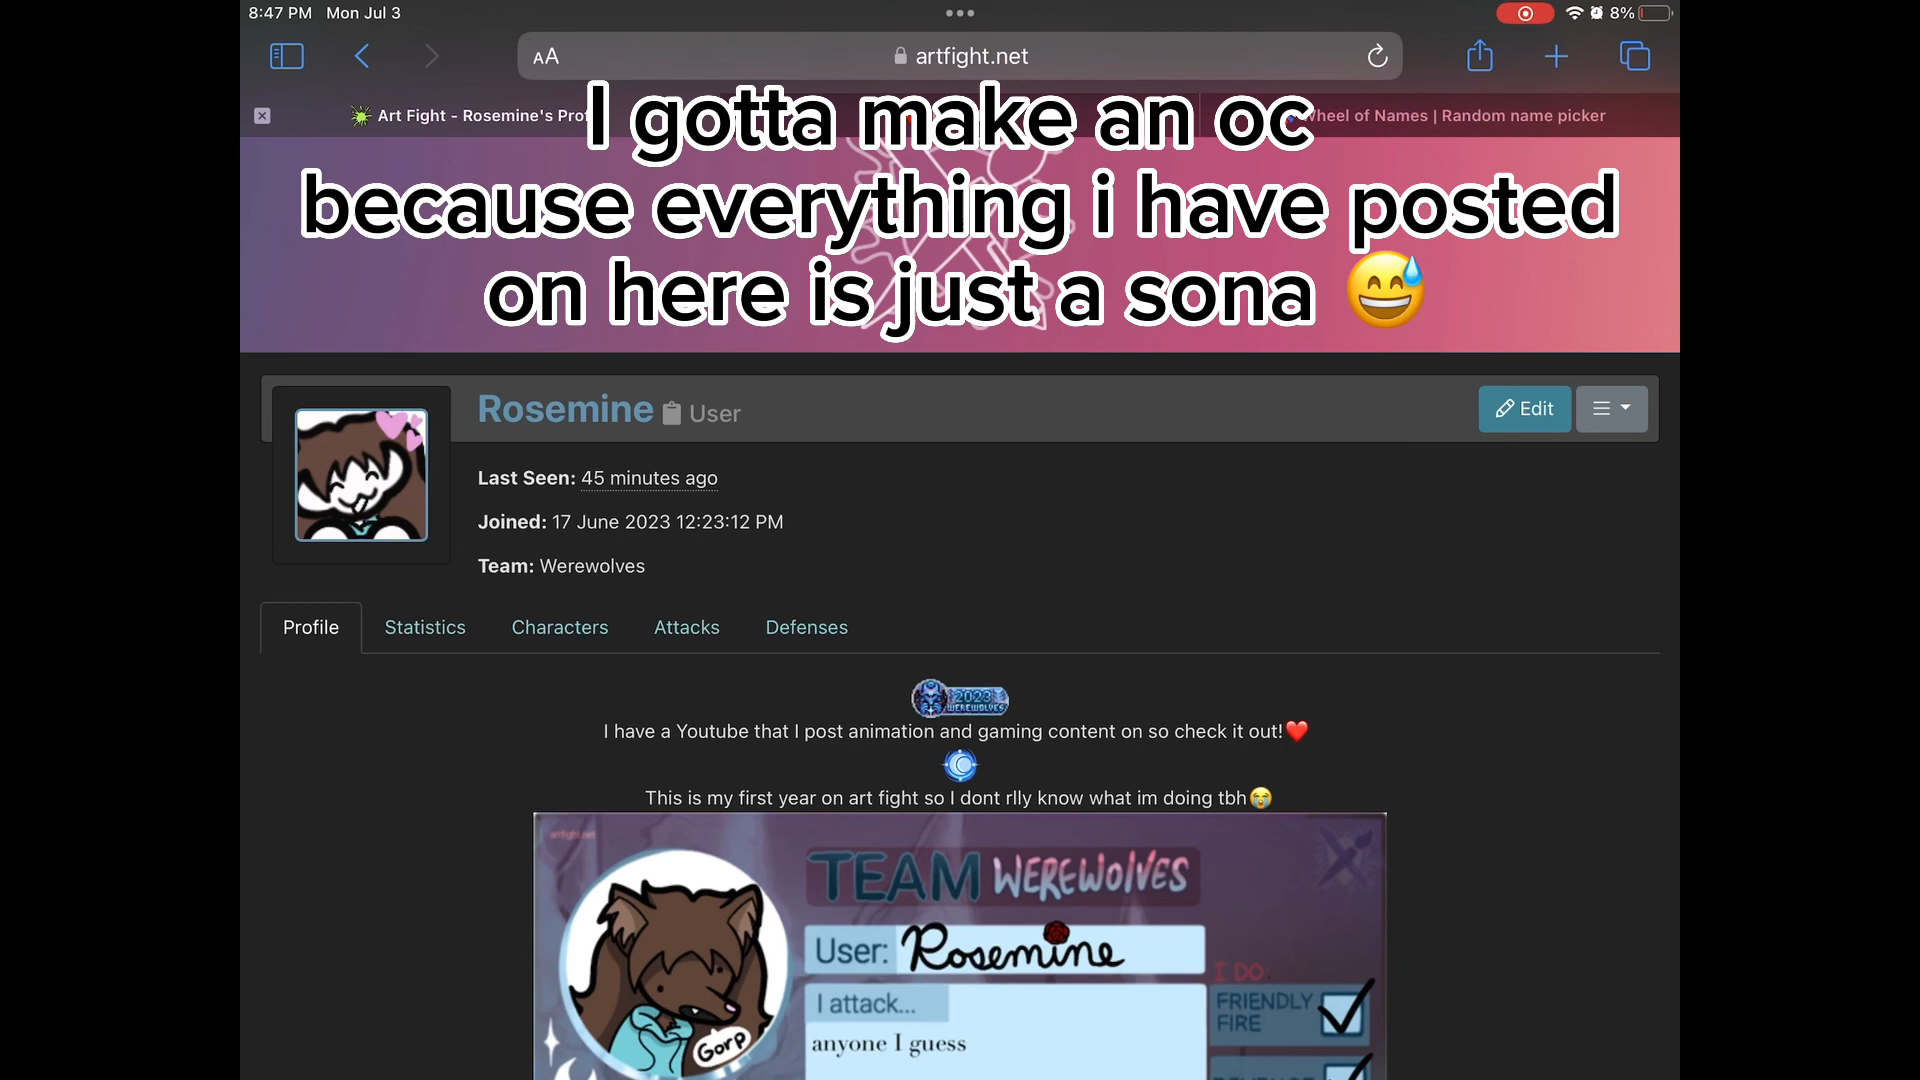 8:47 PM Mon Jul 3
8%
AA
artfight.net
Art Fight - Rosemine's Prof
Wheel of Names | Random name picker
I gotta make an oc
because everything i have posted
on here is just a sona 😅
Rosemine User
Edit
Last Seen: 45 minutes ago
Joined: 17 June 2023 12:23:12 PM
Team: Werewolves
Profile Statistics Characters Attacks Defenses
2023
WEREWOLVES
I have a Youtube that I post animation and gaming content on so check it out!❤️
This is my first year on art fight so I dont rlly know what im doing tbh😭
artfight.net
TEAM WEREWOLVES
User: Rosemine
I DO:
I attack...
FRIENDLY
FIRE
anyone I guess
Gorp